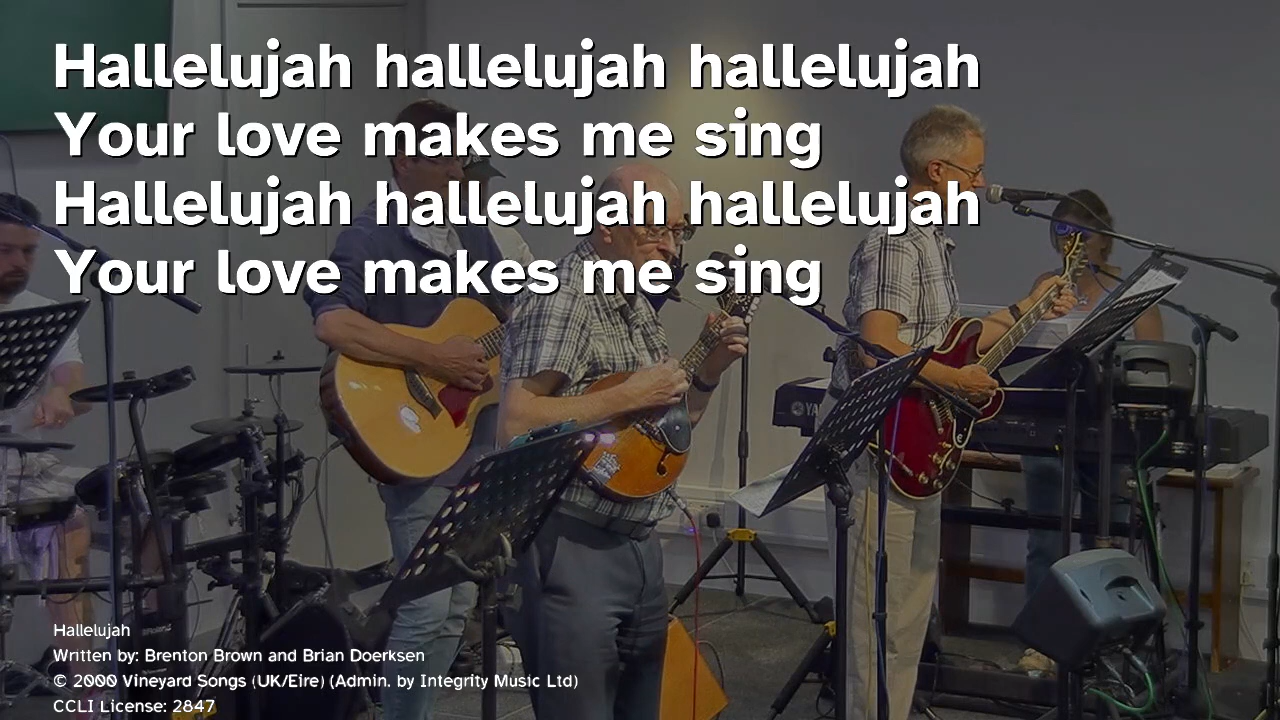 Hallelujah hallelujah hallelujah
Your love makes me sing
Hallelujah hallelujah hallelujah
Your love makes me sing
Hallelujah
Written by: Brenton Brown and Brian Doerksen
© 2000 Vineyard Songs (UK/Eire) (Admin. by Integrity Music Ltd)
CCLI License: 2847